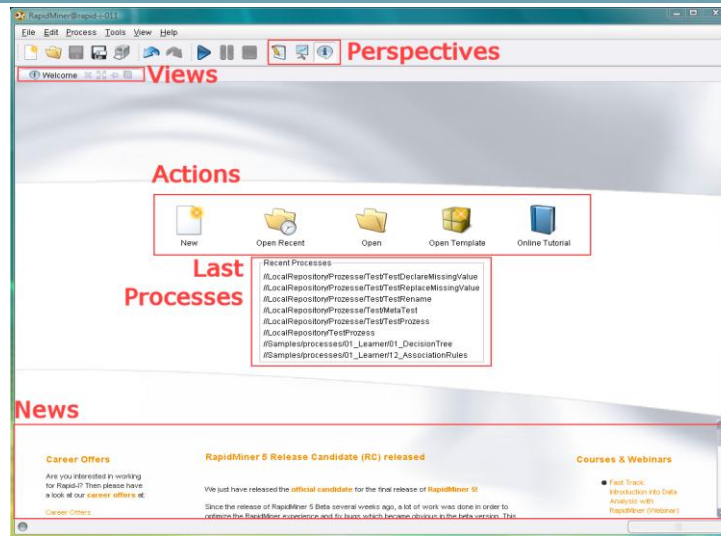 RapidMiner@rapid-i-011
File Edit Process Tools View Help
Perspectives
Welcome
Views
Actions
New
Open Recent
Open
Open Template
Online Tutorial
Last
Processes
Recent Processes
//LocalRepository/Prozesse/Test/TestDeclareMissingValue
//LocalRepository/Prozesse/Test/TestReplaceMissingValue
//LocalRepository/Prozesse/Test/TestRename
//LocalRepository/Prozesse/Test/MetaTest
//LocalRepository/Prozesse/Test/TestProzess
//LocalRepository/TestProzess
//Samples/processes/01_Learner/01_DecisionTree
//Samples/processes/01_Learner/12_AssociationRules
News
Career Offers
Are you interested in working
for Rapid-I? Then please have
a look at our career offers at:
Career Offers
RapidMiner 5 Release Candidate (RC) released
We just have released the official candidate for the final release of RapidMiner 5!
Since the release of RapidMiner 5 Beta several weeks ago, a lot of work was done in order to
optimize the RapidMiner experience and fix bugs which became obvious in the beta version. This
Courses & Webinars
Fast Track:
Introduction into Data
Analysis with
RapidMiner (Webinar)